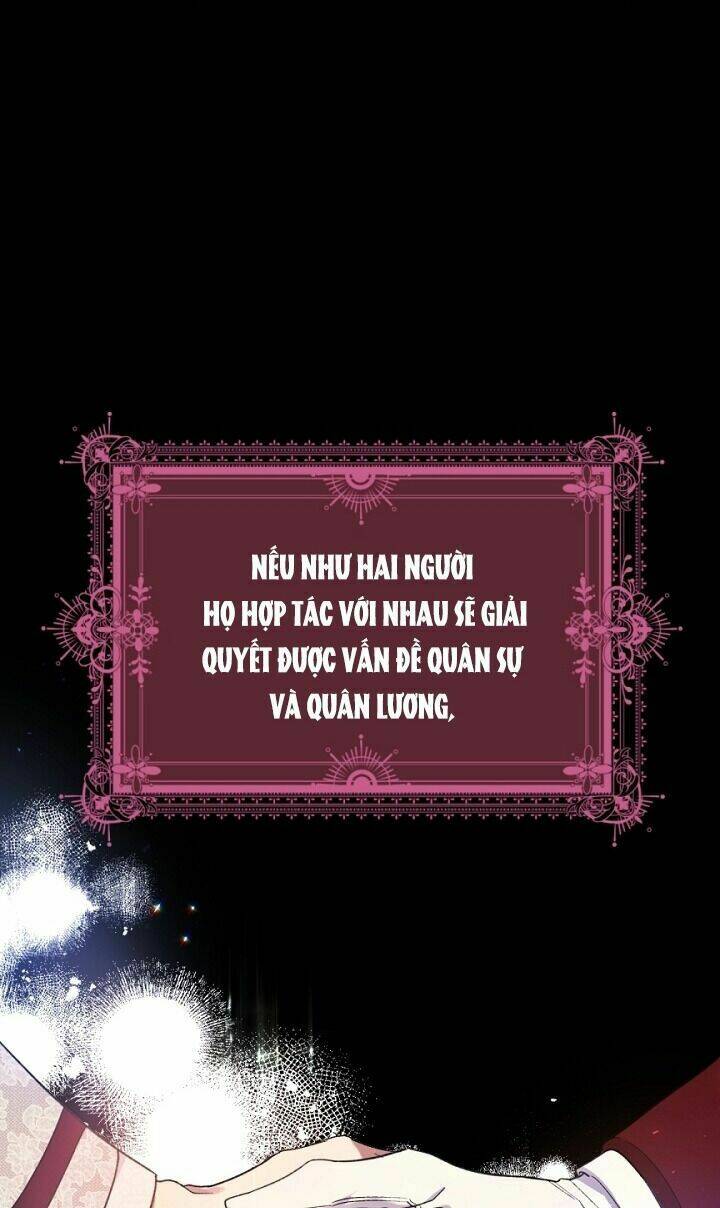 NẾU NHƯ HAI NGƯỜI
HỌ HỢP TÁC VỚI NHAU SẼ GIẢI
QUYẾT ĐƯỢC VẤN ĐỀ QUÂN SỰ
VÀ QUÂN LƯƠNG,